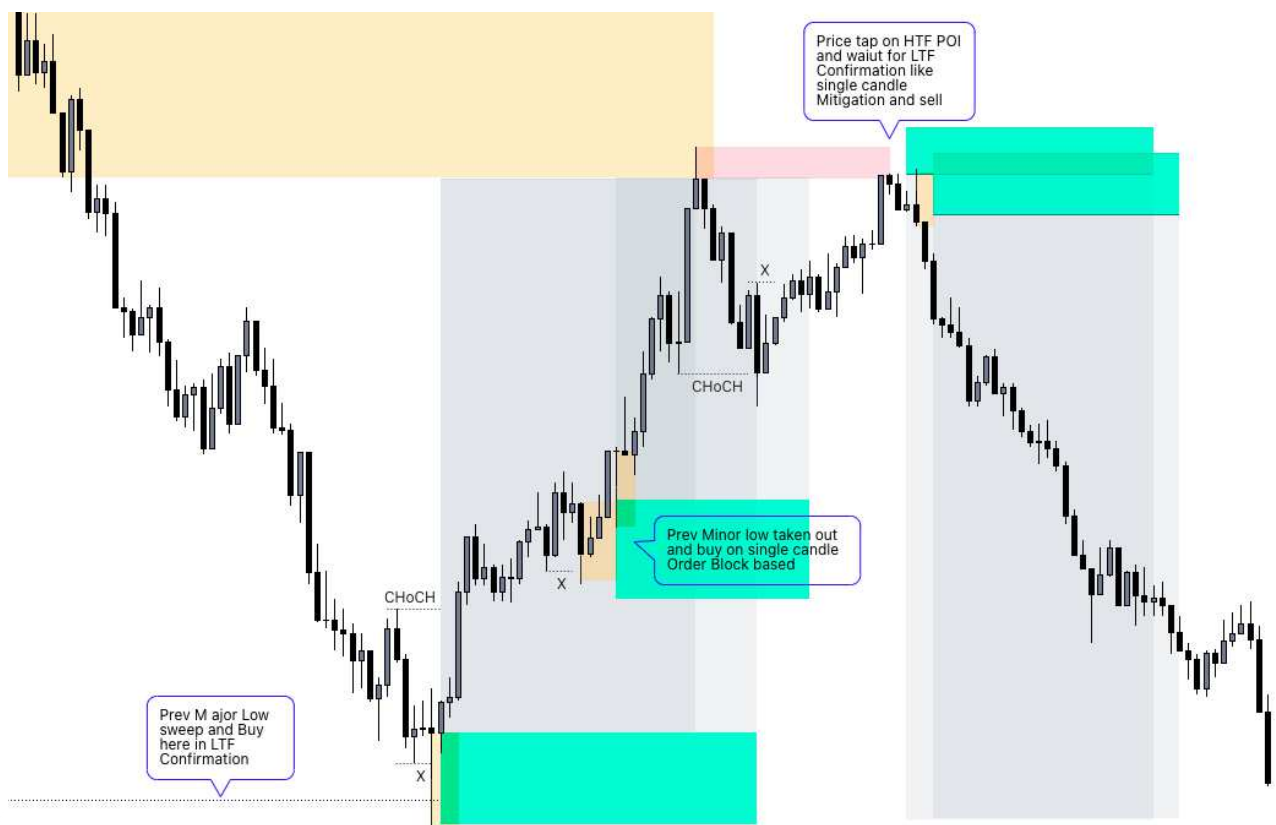 Price tap on HTF POI
and waiut for LTF
Confirmation like
single candle
Mitigation and sell
X
CHoCH
Prev Minor low taken out
and buy on single candle
Order Block based
X
CHoCH
Prev M ajor Low
sweep and Buy
here in LTF
Confirmation
X